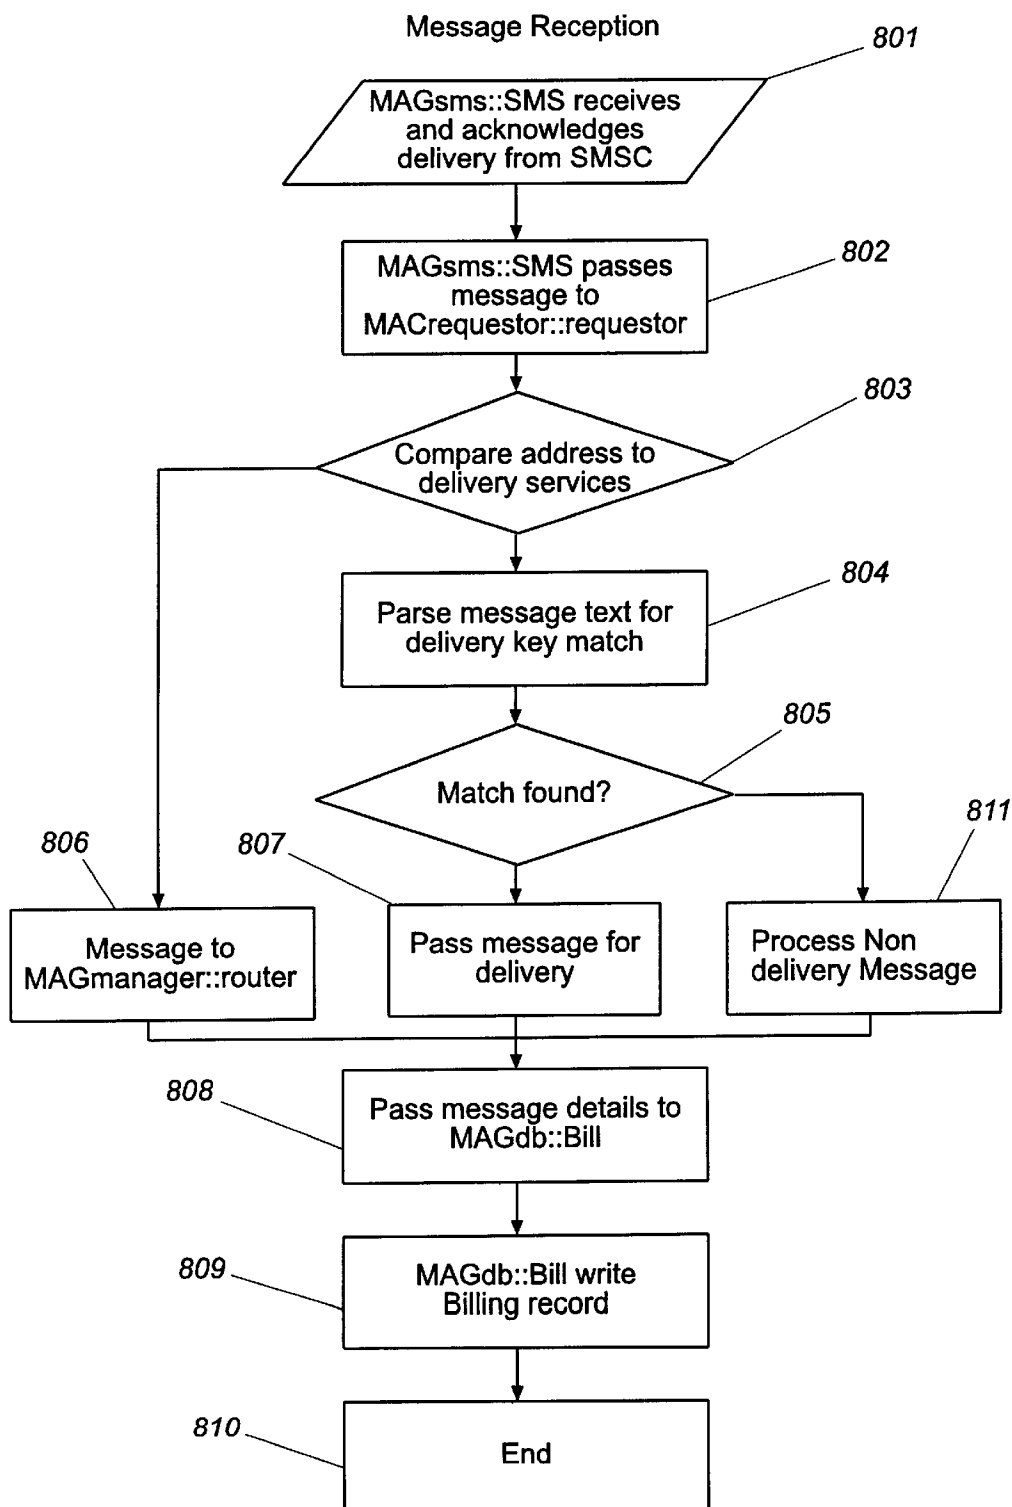 Message Reception
801
MAGsms::SMS receives
and acknowledges
delivery from SMSC
802
MAGsms::SMS passes
message to
MACrequestor::requestor
803
Compare address to
delivery services
804
Parse message text for
delivery key match
805
Match found?
806
Message to
MAGmanager::router
807
Pass message for
delivery
811
Process Non
delivery Message
808
Pass message details to
MAGdb::Bill
809
MAGdb::Bill write
Billing record
810
End